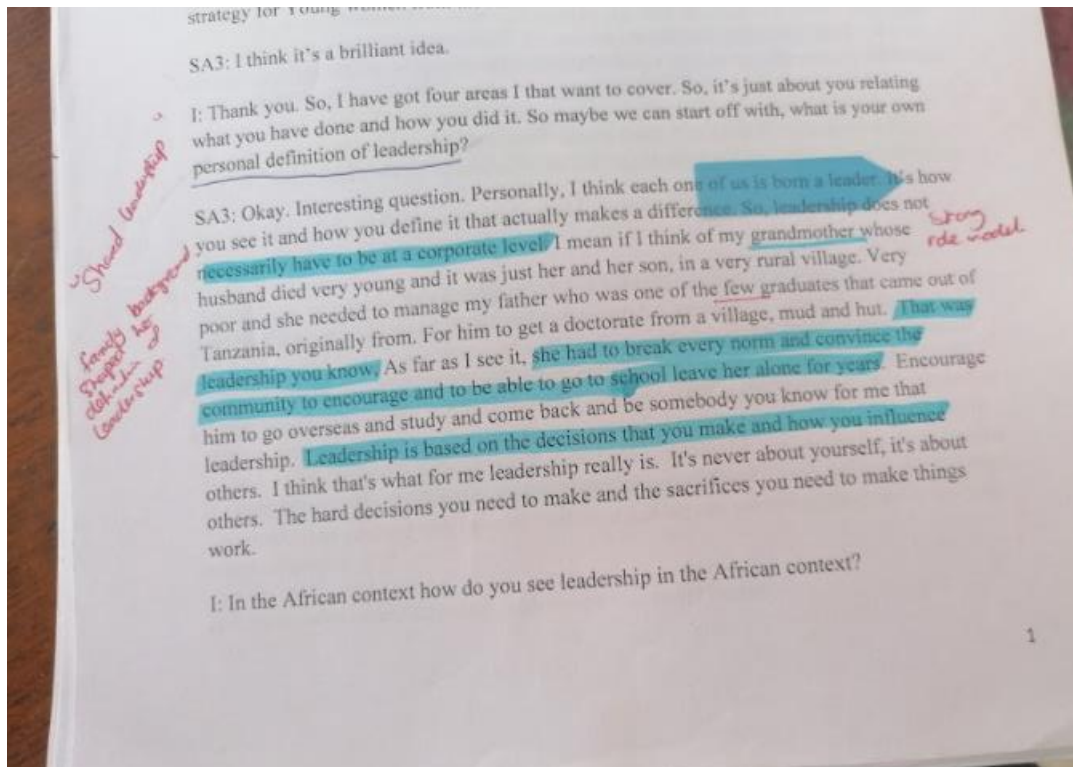 strategy for Young women
SA3: I think it's a brilliant idea.
I: Thank you. So, I have got four areas I that want to cover. So, it's just about you relating
what you have done and how you did it. So maybe we can start off with, what is your own
personal definition of leadership?
SA3: Okay. Interesting question. Personally, I think each one of us is born a leader. It's how
you see it and how you define it that actually makes a difference. So, leadership does not
necessarily have to be at a corporate level. I mean if I think of my grandmother whose
husband died very young and it was just her and her son, in a very rural village. Very
poor and she needed to manage my father who was one of the few graduates that came out of
Tanzania, originally from. For him to get a doctorate from a village, mud and hut. That was
leadership you know, As far as I see it, she had to break every norm and convince the
community to encourage and to be able to go to school leave her alone for years. Encourage
him to go overseas and study and come back and be somebody you know for me that
leadership. Leadership is based on the decisions that you make and how you influence
others. I think that's what for me leadership really is. It's never about yourself, it's about
others. The hard decisions you need to make and the sacrifices you need to make things
work.
I: In the African context how do you see leadership in the African context?
1
Shared leadership
family background
shaped her
definition of
leadership
strong
role model